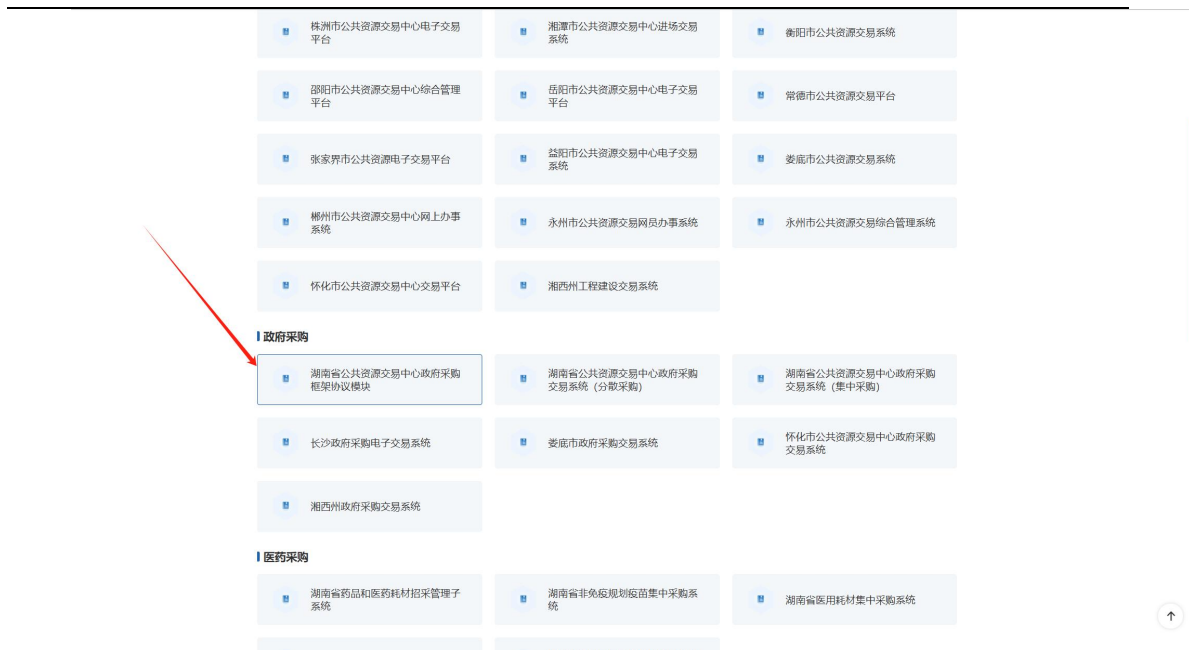 株洲市公共资源交易中心电子交易
平台
湘潭市公共资源交易中心进场交易
系统
衡阳市公共资源交易系统
邵阳市公共资源交易中心综合管理
平台
岳阳市公共资源交易中心电子交易
平台
常德市公共资源交易平台
张家界市公共资源电子交易平台
益阳市公共资源交易中心电子交易
系统
娄底市公共资源交易系统
郴州市公共资源交易中心网上办事
系统
永州市公共资源交易网员办事系统
永州市公共资源交易综合管理系统
怀化市公共资源交易中心交易平台
湘西州工程建设交易系统
政府采购
湖南省公共资源交易中心政府采购
框架协议模块
湖南省公共资源交易中心政府采购
交易系统（分散采购）
湖南省公共资源交易中心政府采购
交易系统（集中采购）
长沙政府采购电子交易系统
娄底市政府采购交易系统
怀化市公共资源交易中心政府采购
交易系统
湘西州政府采购交易系统
医药采购
湖南省药品和医药耗材招采管理子
系统
湖南省非免疫规划疫苗集中采购系
统
湖南省医用耗材集中采购系统